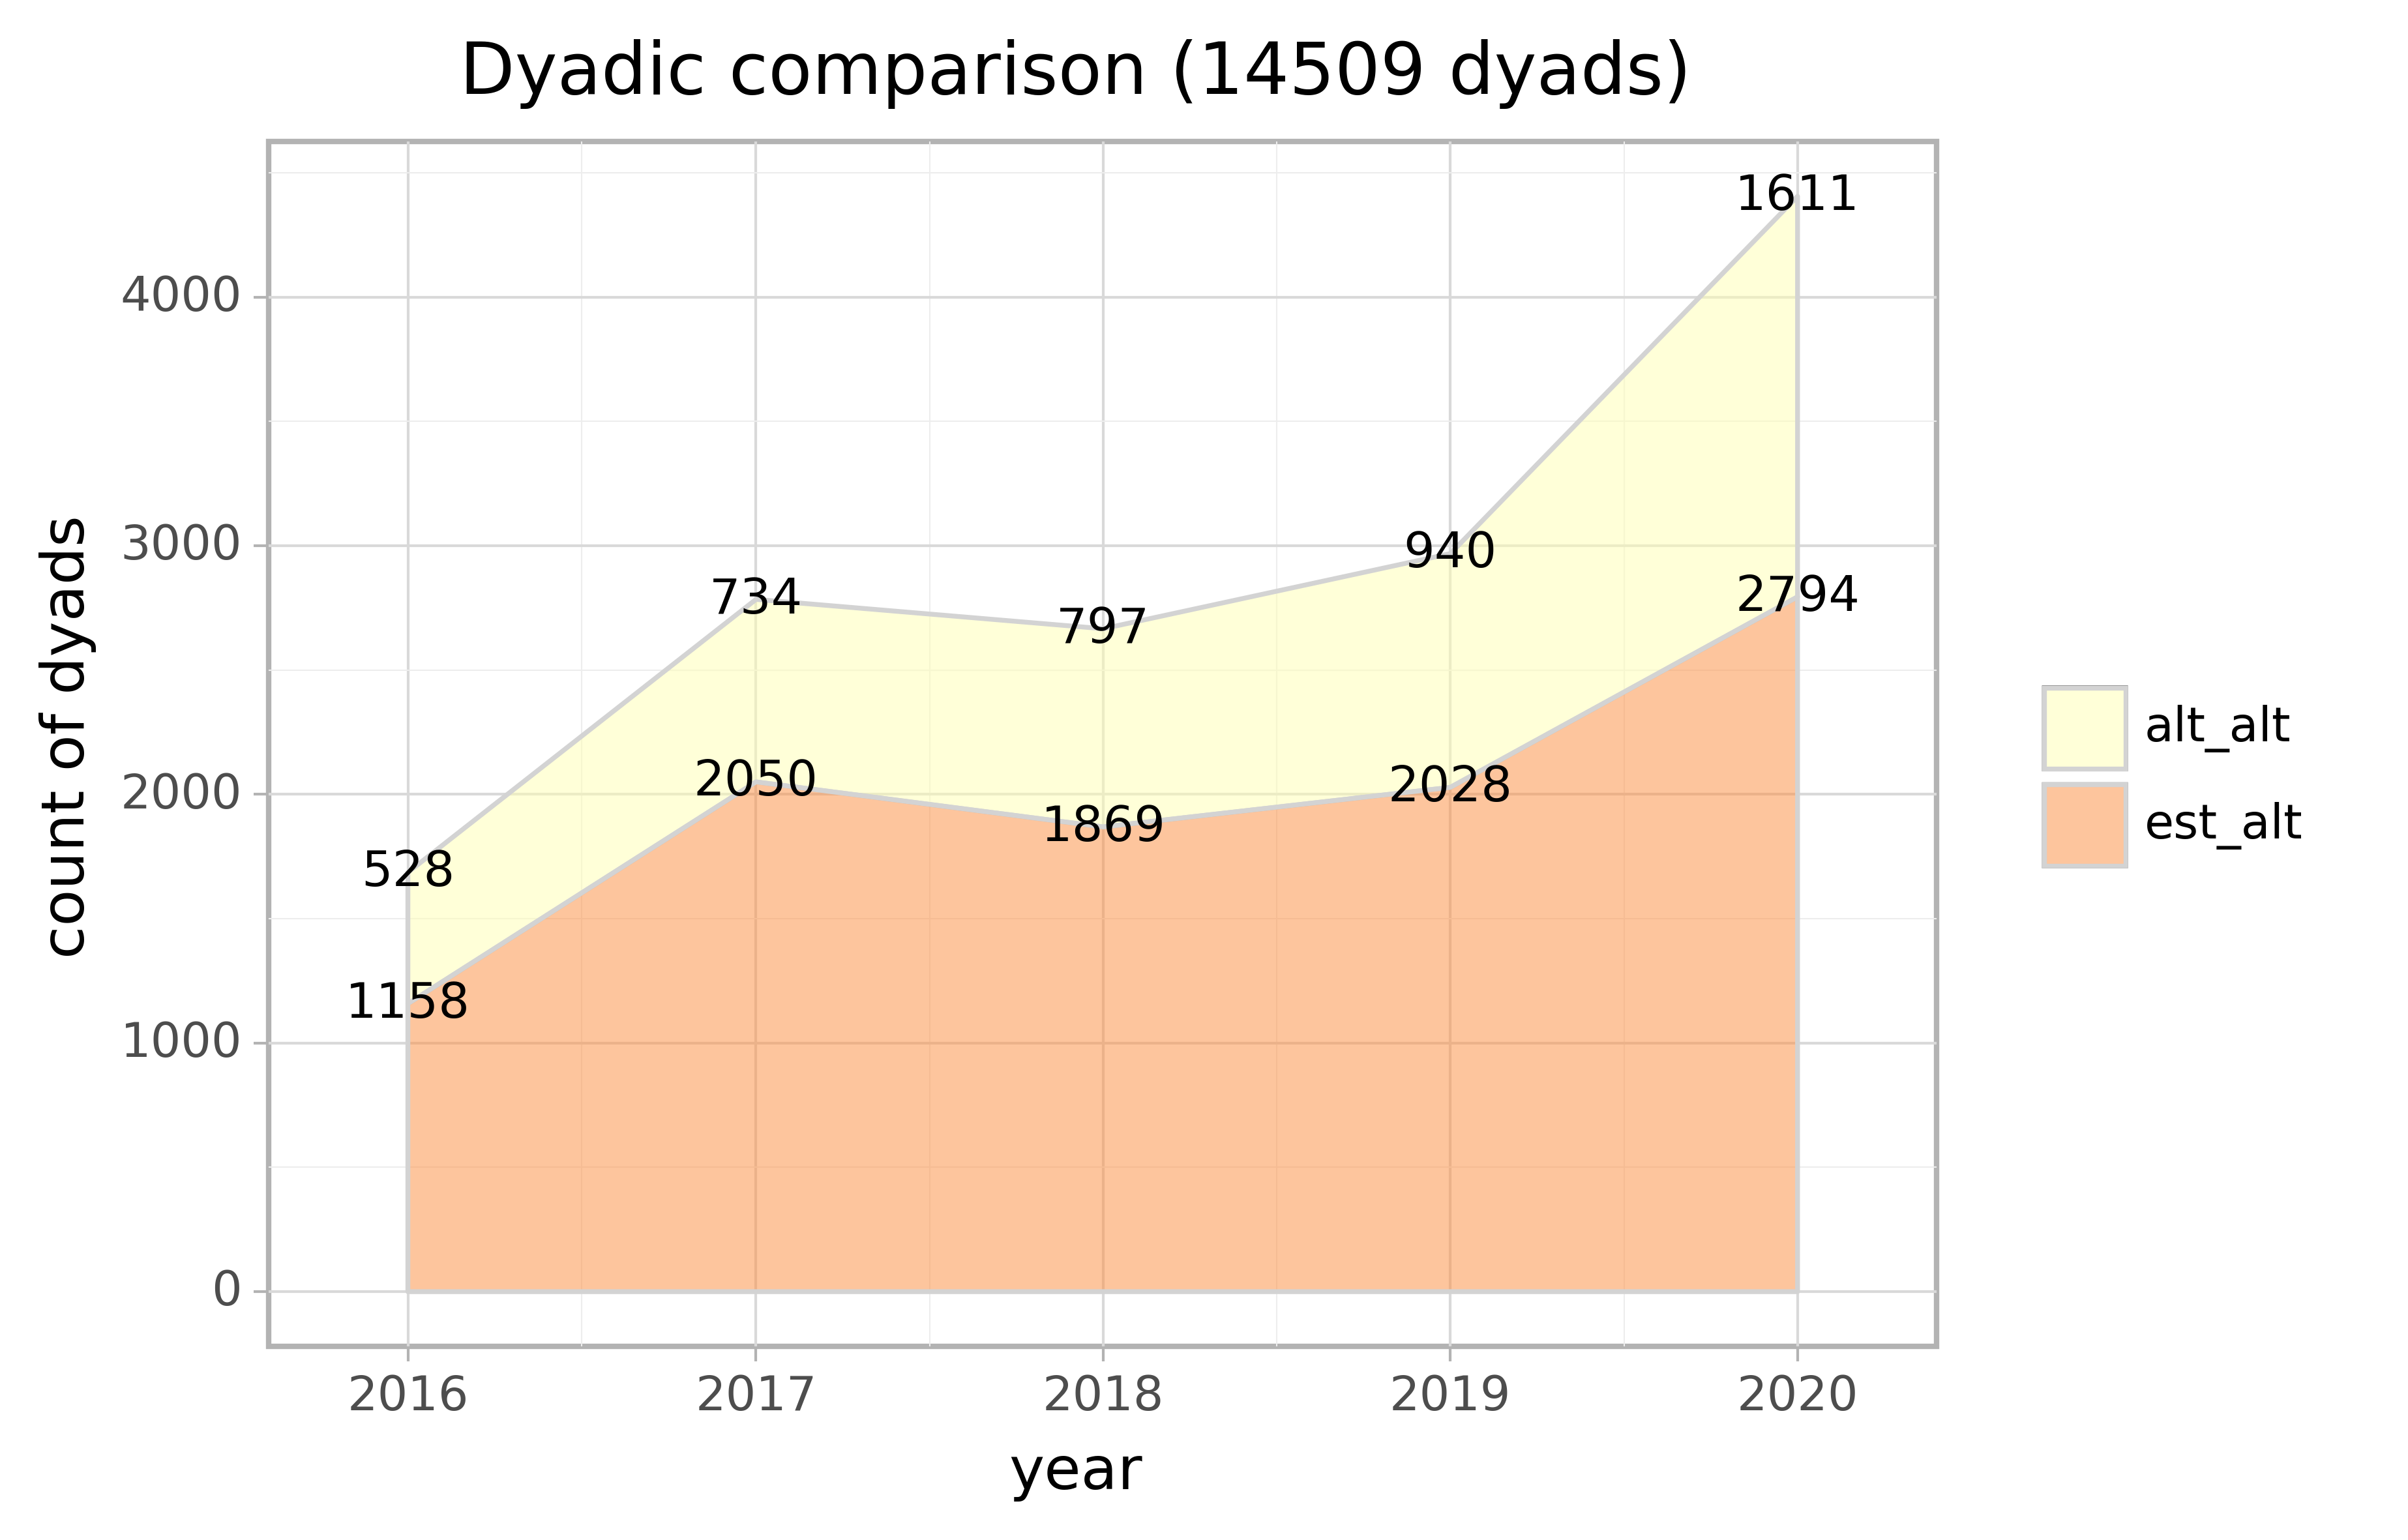 Dyadic comparison (14509 dyads)
count of dyads
4000
3000
2000
1000
0
1611
940
2794
734
797
2050
2028
1869
528
1158
2016 2017 2018 2019 2020
year
alt_alt
est_alt